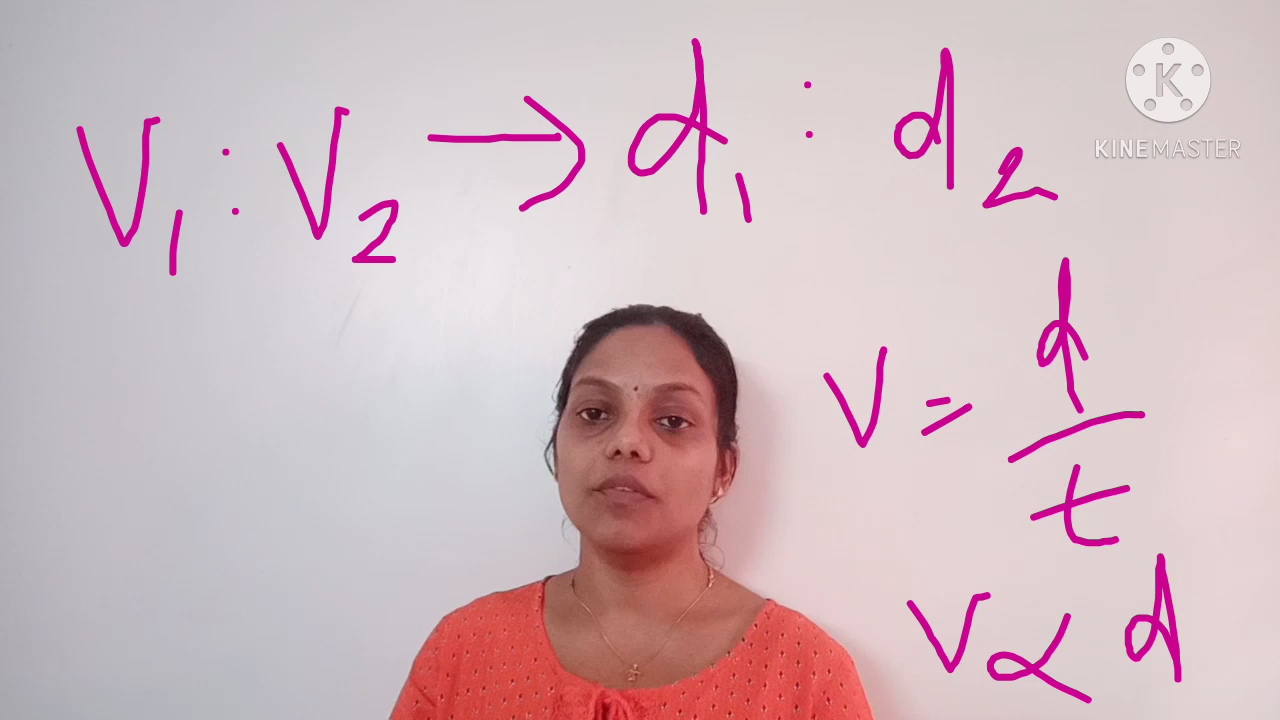 V₁ : V₂ → d₁ : d₂
K
KINEMASTER
V = d/t
V ∝ d